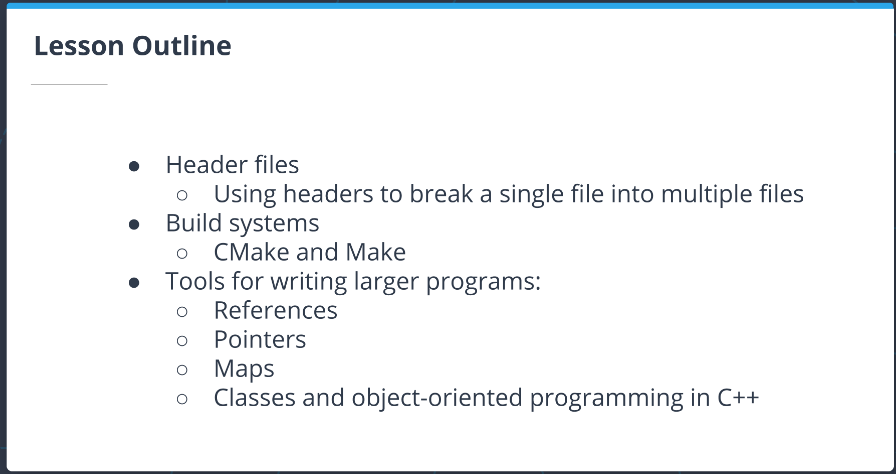 Lesson Outline
● Header files
○ Using headers to break a single file into multiple files
● Build systems
○ CMake and Make
● Tools for writing larger programs:
○ References
○ Pointers
○ Maps
○ Classes and object-oriented programming in C++